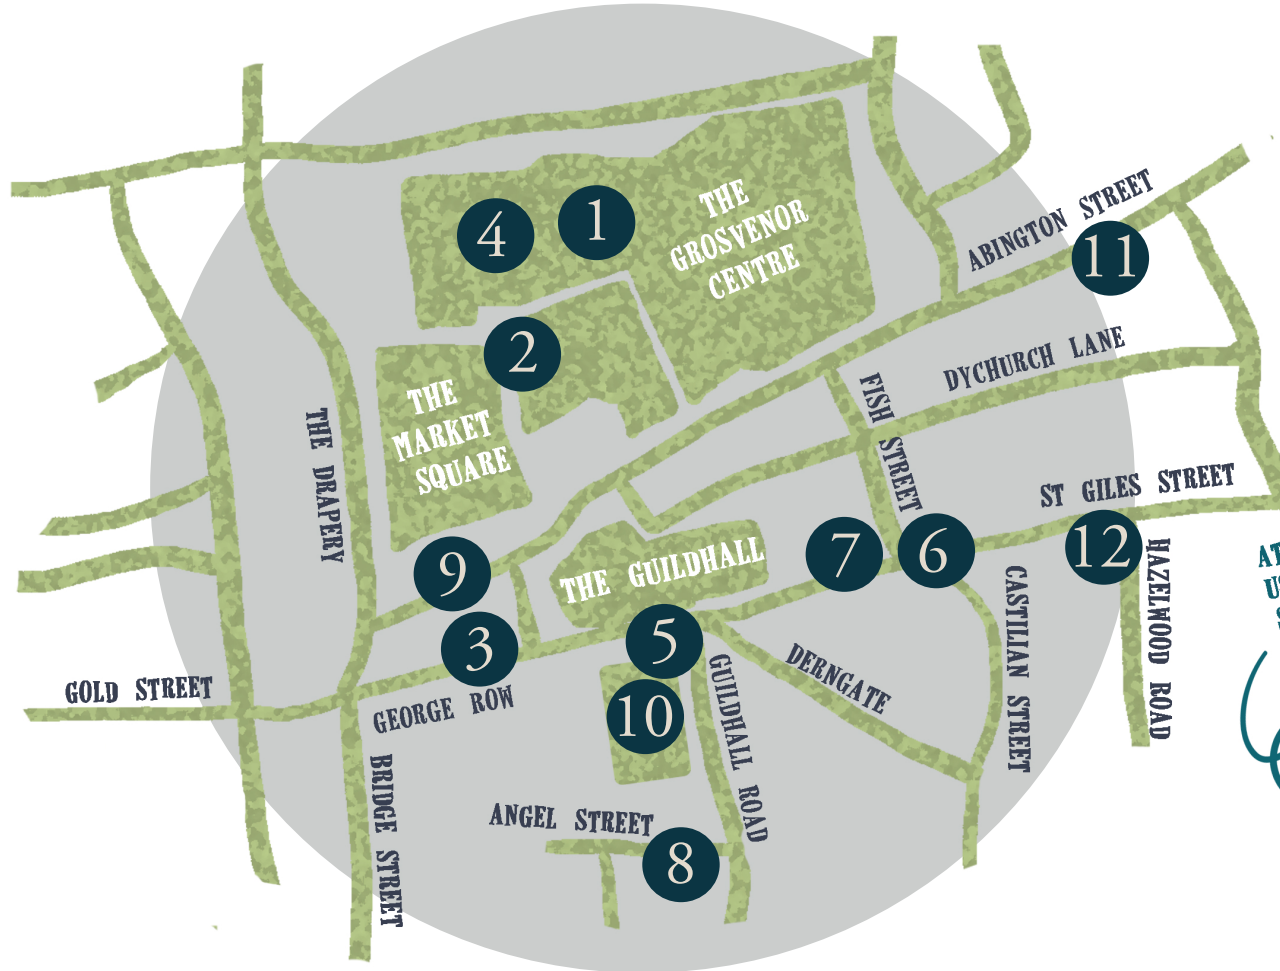 THE
GROSVENOR
CENTRE
4
1
ABINGTON STREET
11
2
DYCHURCH LANE
THE
MARKET
SQUARE
FISH STREET
THE DRAPERY
ST GILES STREET
THE GUILDHALL
7
6
12
9
HAZELWOOD ROAD
CASTILIAN STREET
3
5
DERNGATE
GOLD STREET
GEORGE ROW
10
GUILDHALL ROAD
BRIDGE STREET
ANGEL STREET
8